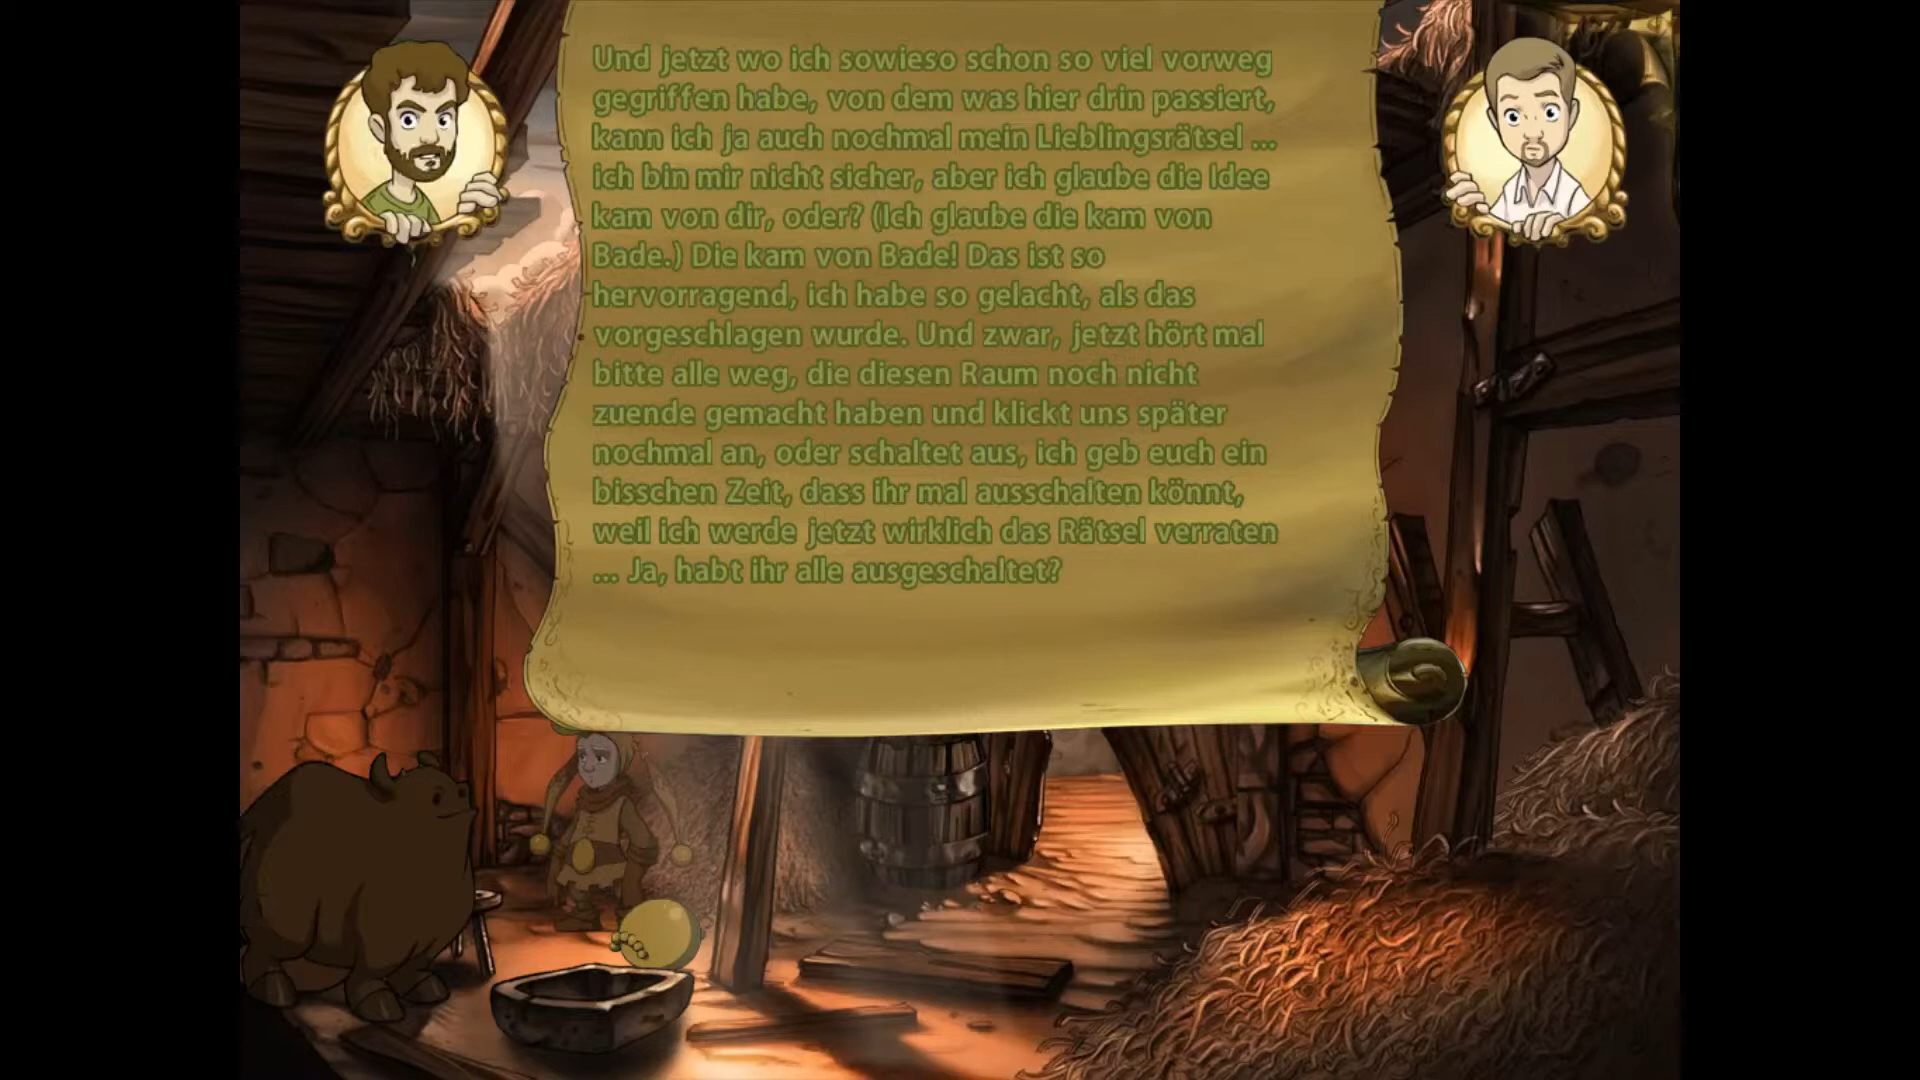 Und jetzt wo ich sowieso schon so viel vorweg
gegriffen habe, von dem was hier drin passiert,
kann ich ja auch nochmal mein Lieblingsrätsel ...
ich bin mir nicht sicher, aber ich glaube die Idee
kam von dir, oder? (Ich glaube die kam von
Bade.) Die kam von Bade! Das ist so
hervorragend, ich habe so gelacht, als das
vorgeschlagen wurde. Und zwar, jetzt hört mal
bitte alle weg, die diesen Raum noch nicht
zuende gemacht haben und klickt uns später
nochmal an, oder schaltet aus, ich geb euch ein
bisschen Zeit, dass ihr mal ausschalten könnt,
weil ich werde jetzt wirklich das Rätsel verraten
... Ja, habt ihr alle ausgeschaltet?